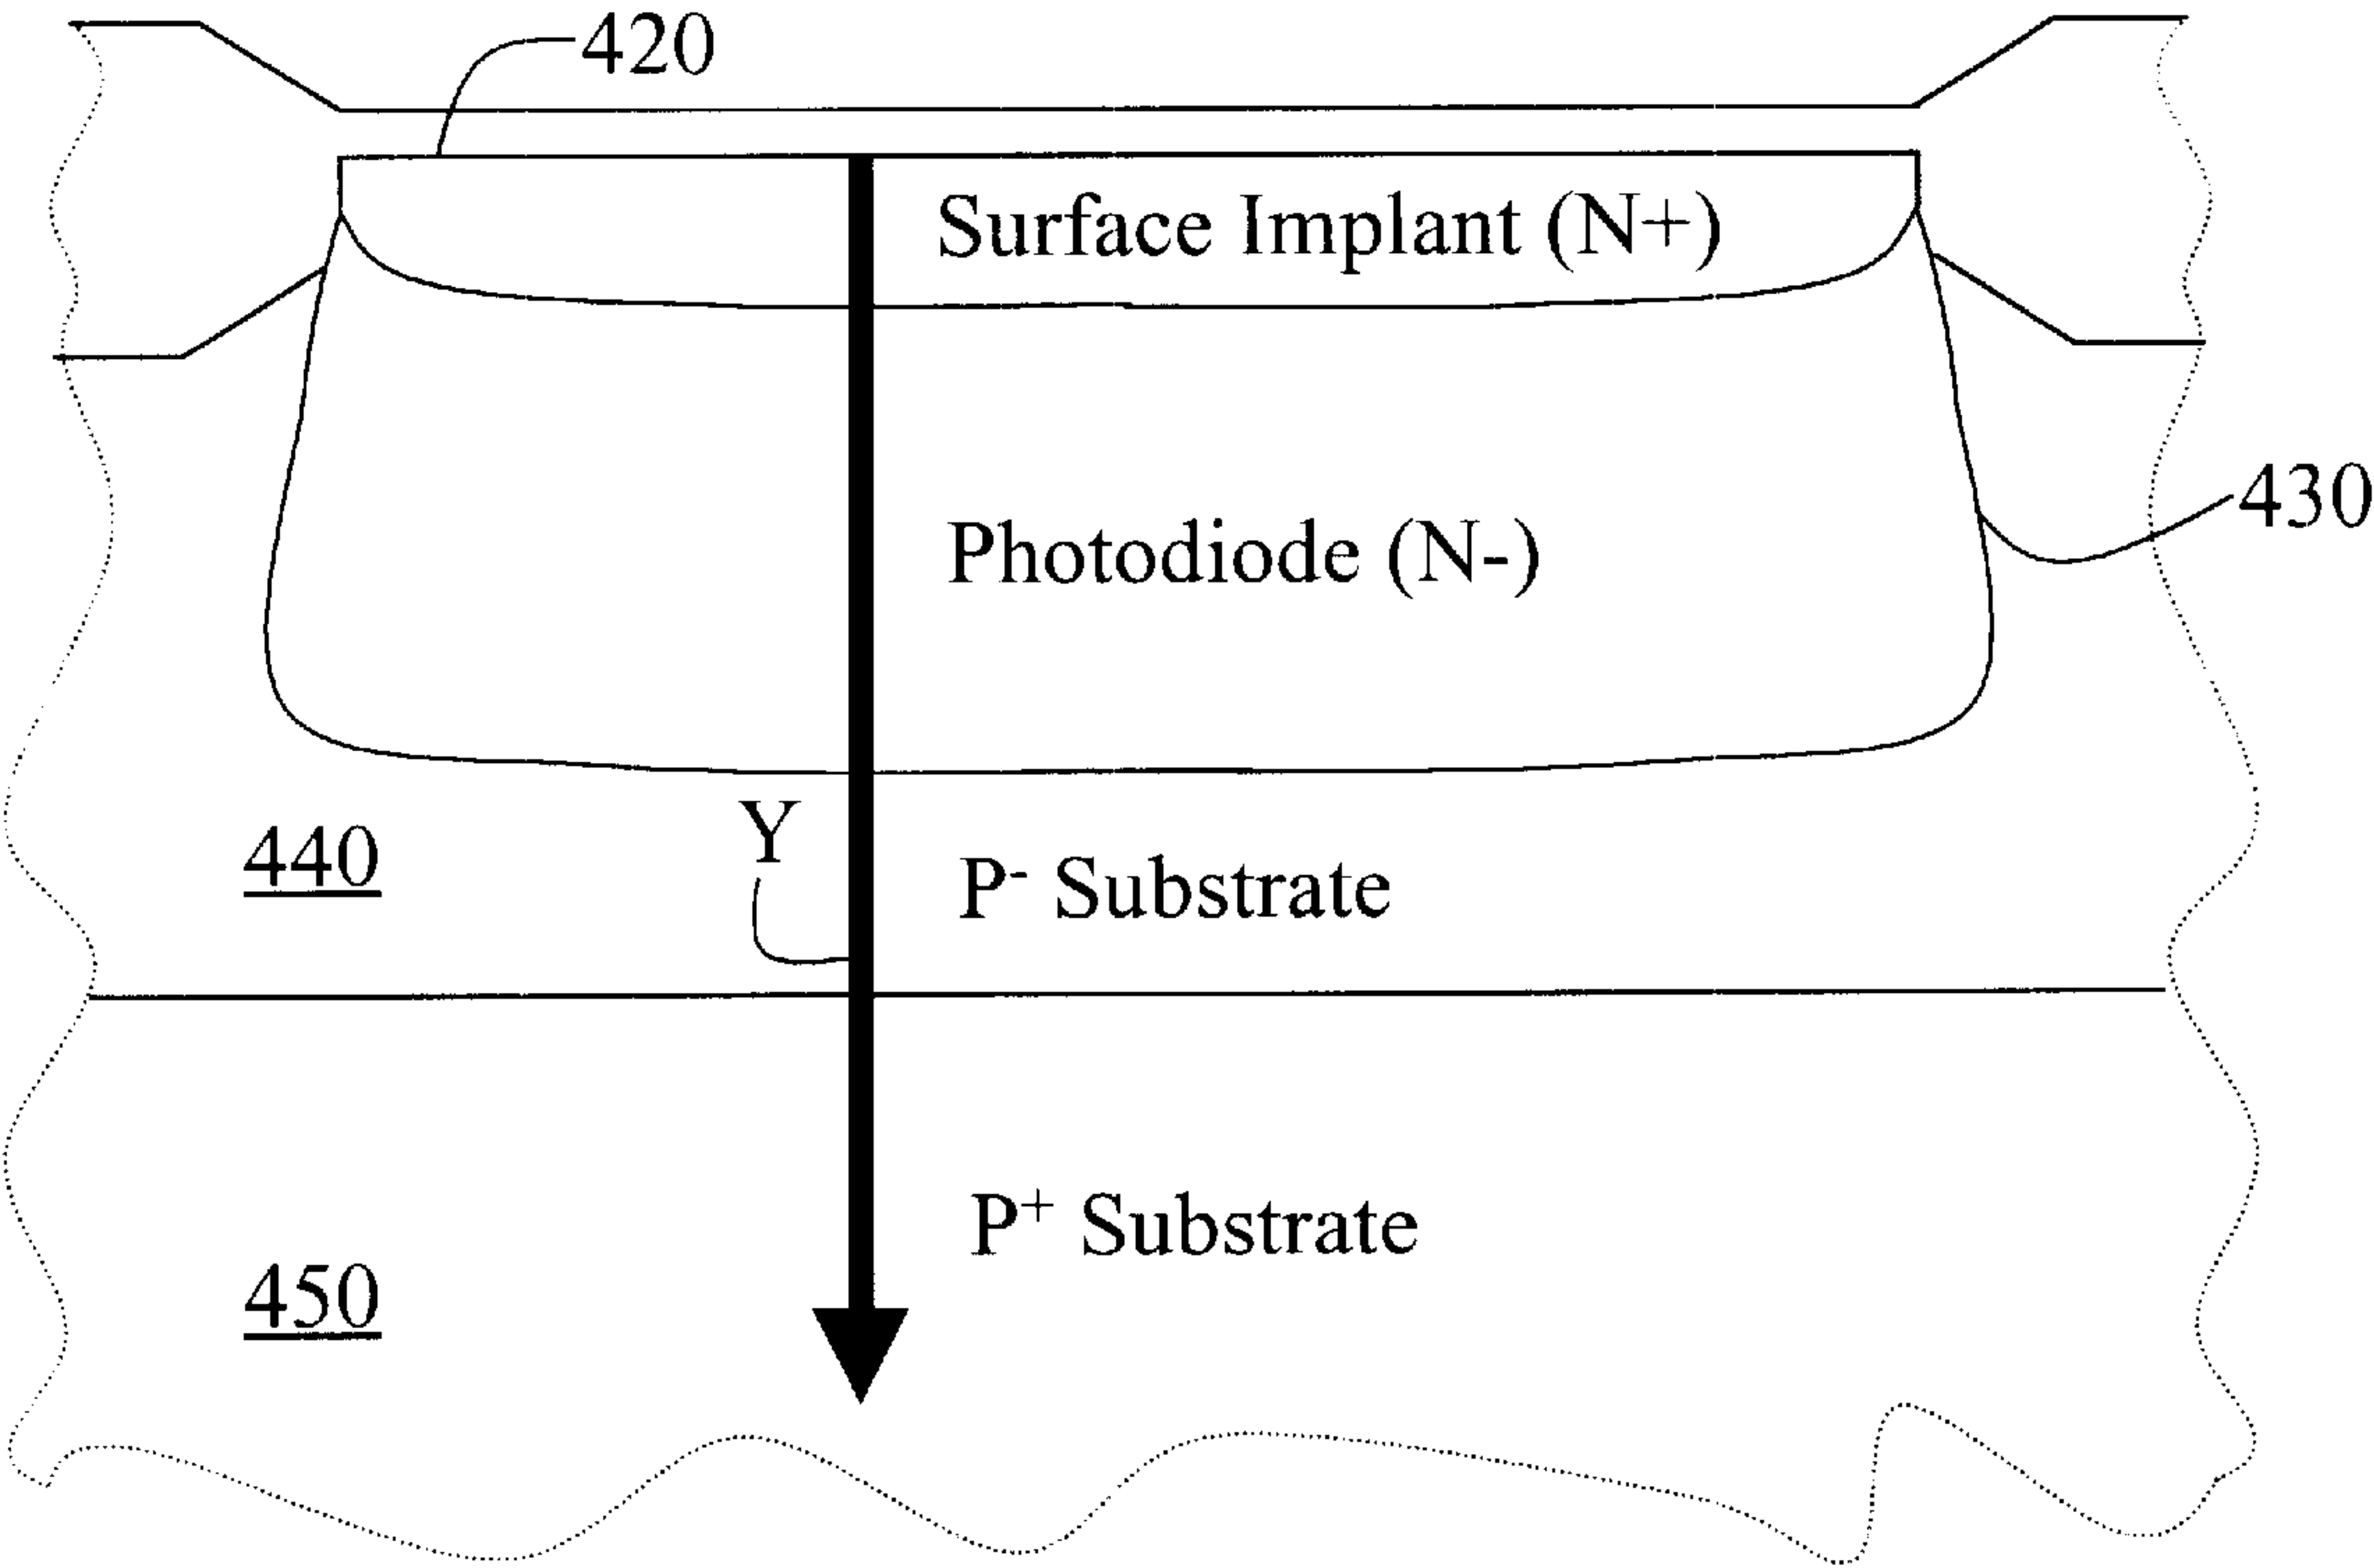 420
Surface Implant (N+)
430
Photodiode (N-)
Y
440
P- Substrate
P+ Substrate
450